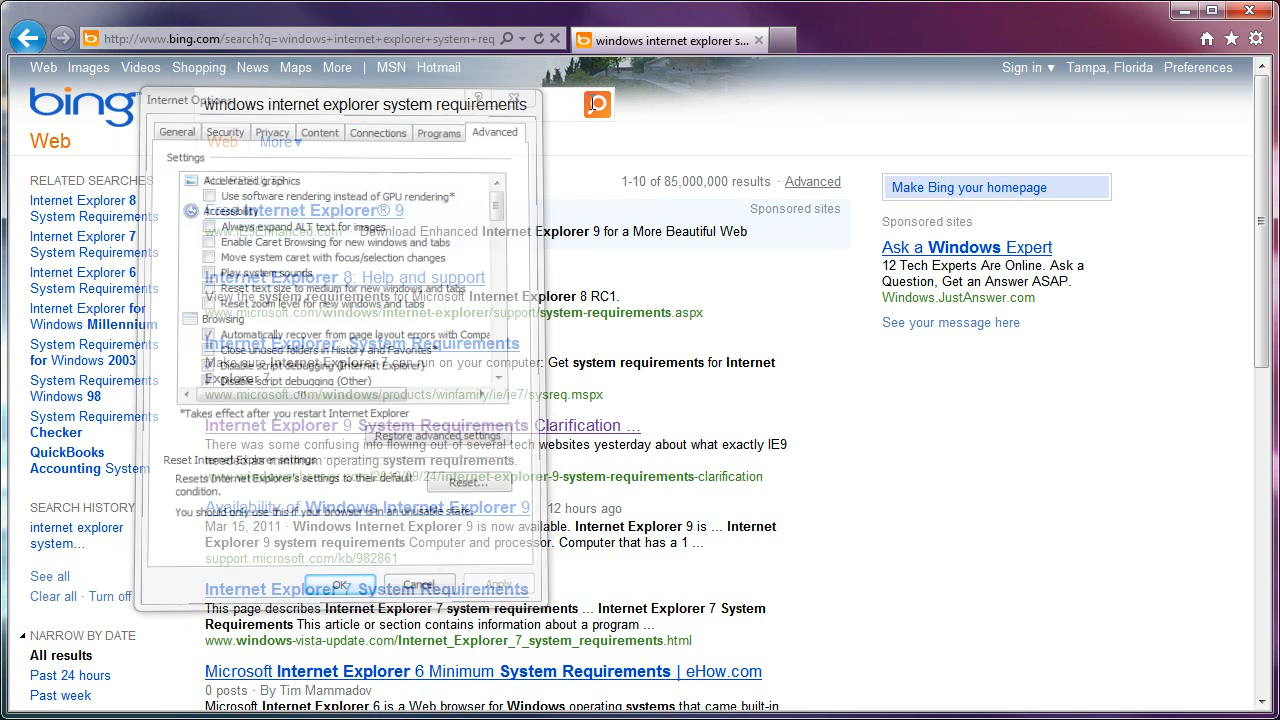 http://www.bing.com/search?q=windows+internet+explorer+system+req
windows internet explorer s...
Web Images Videos Shopping News Maps More | MSN Hotmail
Sign in ▾ Tampa, Florida Preferences
bing
Internet Options
windows internet explorer system requirements
General Security Privacy Content Connections Programs Advanced
Web
Web More▾
Settings
RELATED SEARCHES
Internet Explorer 8
System Requirements
Internet Explorer 7
System Requirements
Internet Explorer 6
System Requirements
Internet Explorer for
Windows Millennium
System Requirements
for Windows 2003
System Requirements
Windows 98
System Requirements
Checker
QuickBooks
Accounting System
SEARCH HISTORY
internet explorer
system...
See all
Clear all · Turn off
NARROW BY DATE
All results
Past 24 hours
Past week
Accelerated graphics
Use software rendering instead of GPU rendering*
Accessibility
Always expand ALT text for images
Enable Caret Browsing for new windows and tabs
Move system caret with focus/selection changes
Play system sounds
Reset text size to medium for new windows and tabs
Reset zoom level for new windows and tabs
Browsing
Automatically recover from page layout errors with Compa
Close unused folders in History and Favorites*
Disable script debugging (Internet Explorer)
Disable script debugging (Other)
*Takes effect after you restart Internet Explorer
Restore advanced settings
Reset Internet Explorer settings
Resets Internet Explorer's settings to their default
condition.
Reset...
You should only use this if your browser is in an unusable state.
OK Cancel Apply
1-10 of 85,000,000 results · Advanced
Internet Explorer® 9
Sponsored sites
www.IE9Enhanced.com Download Enhanced Internet Explorer 9 for a More Beautiful Web
Internet Explorer 8: Help and support
View the system requirements for Microsoft Internet Explorer 8 RC1.
www.microsoft.com/windows/internet-explorer/support/system-requirements.aspx
Internet Explorer: System Requirements
Make sure Internet Explorer 7 can run on your computer: Get system requirements for Internet
Explorer 7.
www.microsoft.com/windows/products/winfamily/ie/ie7/sysreq.mspx
Internet Explorer 9 System Requirements Clarification ...
There was some confusing info flowing out of several tech websites yesterday about what exactly IE9
minimum operating system requirements.
internet-explorer-9-system-requirements-clarification
Availability of Windows Internet Explorer 9
12 hours ago
Mar 15, 2011 · Windows Internet Explorer 9 is now available. Internet Explorer 9 is ... Internet
Explorer 9 system requirements Computer and processor. Computer that has a 1 ...
support.microsoft.com/kb/982861
Internet Explorer 7 System Requirements
This page describes Internet Explorer 7 system requirements ... Internet Explorer 7 System
Requirements This article or section contains information about a program ...
www.windows-vista-update.com/Internet_Explorer_7_system_requirements.html
Microsoft Internet Explorer 6 Minimum System Requirements | eHow.com
0 posts · By Tim Mammadov
Microsoft Internet Explorer 6 is a Web browser for Windows operating systems that came built-in
Make Bing your homepage
Sponsored sites
Ask a Windows Expert
12 Tech Experts Are Online. Ask a
Question, Get an Answer ASAP.
Windows.JustAnswer.com
See your message here